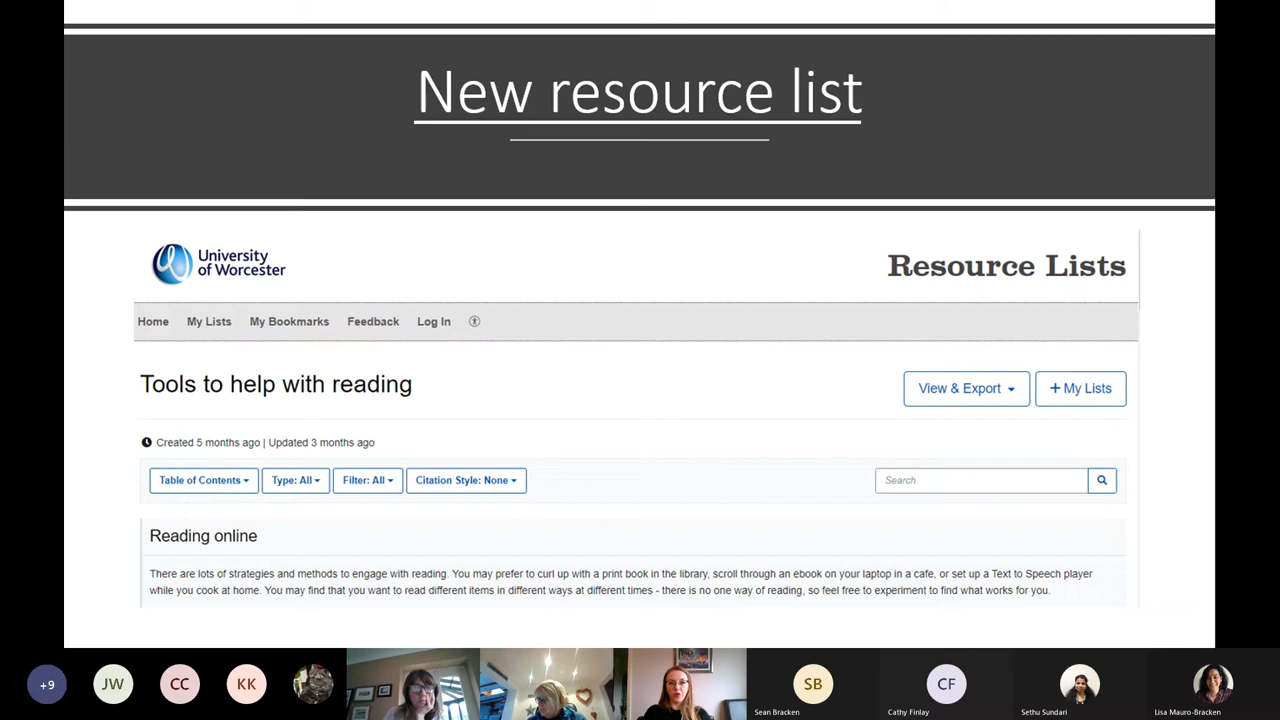 New resource list
University
of Worcester
Resource Lists
Home My Lists My Bookmarks Feedback Log In
Tools to help with reading
View & Export + My Lists
Created 5 months ago | Updated 3 months ago
Table of Contents Type: All Filter: All Citation Style: None Search
Reading online
There are lots of strategies and methods to engage with reading. You may prefer to curl up with a print book in the library, scroll through an ebook on your laptop in a cafe, or set up a Text to Speech player
while you cook at home. You may find that you want to read different items in different ways at different times - there is no one way of reading, so feel free to experiment to find what works for you.
+9 JW CC KK SB CF
Sean Bracken Cathy Finlay Sethu Sundari Lisa Mauro-Bracken